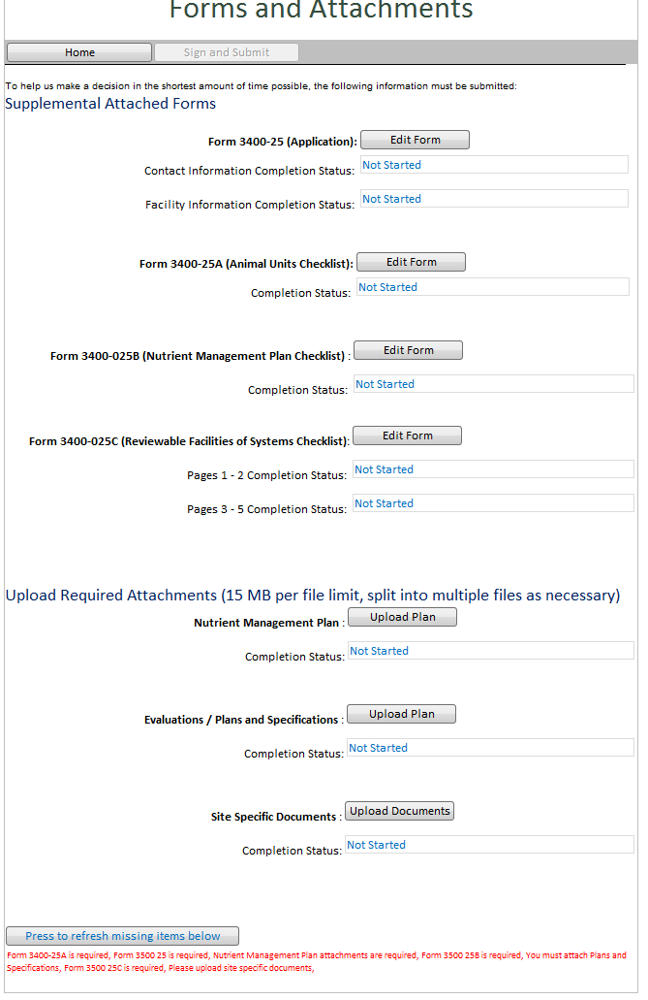 Forms and Attachments
Home
Sign and Submit
To help us make a decision in the shortest amount of time possible, the following information must be submitted:
Supplemental Attached Forms
Form 3400-25 (Application): Edit Form
Contact Information Completion Status: Not Started
Facility Information Completion Status: Not Started
Form 3400-25A (Animal Units Checklist): Edit Form
Completion Status: Not Started
Form 3400-025B (Nutrient Management Plan Checklist) : Edit Form
Completion Status: Not Started
Form 3400-025C (Reviewable Facilities of Systems Checklist): Edit Form
Pages 1 - 2 Completion Status: Not Started
Pages 3 - 5 Completion Status: Not Started
Upload Required Attachments (15 MB per file limit, split into multiple files as necessary)
Nutrient Management Plan : Upload Plan
Completion Status: Not Started
Evaluations / Plans and Specifications : Upload Plan
Completion Status: Not Started
Site Specific Documents : Upload Documents
Completion Status: Not Started
Press to refresh missing items below
Form 3400-25A is required, Form 3500 25 is required, Nutrient Management Plan attachments are required, Form 3500 25B is required, You must attach Plans and
Specifications, Form 3500 25C is required, Please upload site specific documents,